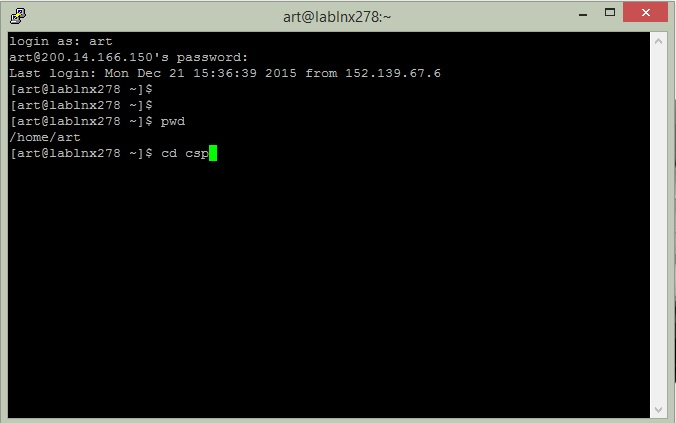 art@lablnx278:~
login as: art
art@200.14.166.150's password:
Last login: Mon Dec 21 15:36:39 2015 from 152.139.67.6
[art@lablnx278 ~]$
[art@lablnx278 ~]$
[art@lablnx278 ~]$ pwd
/home/art
[art@lablnx278 ~]$ cd csp